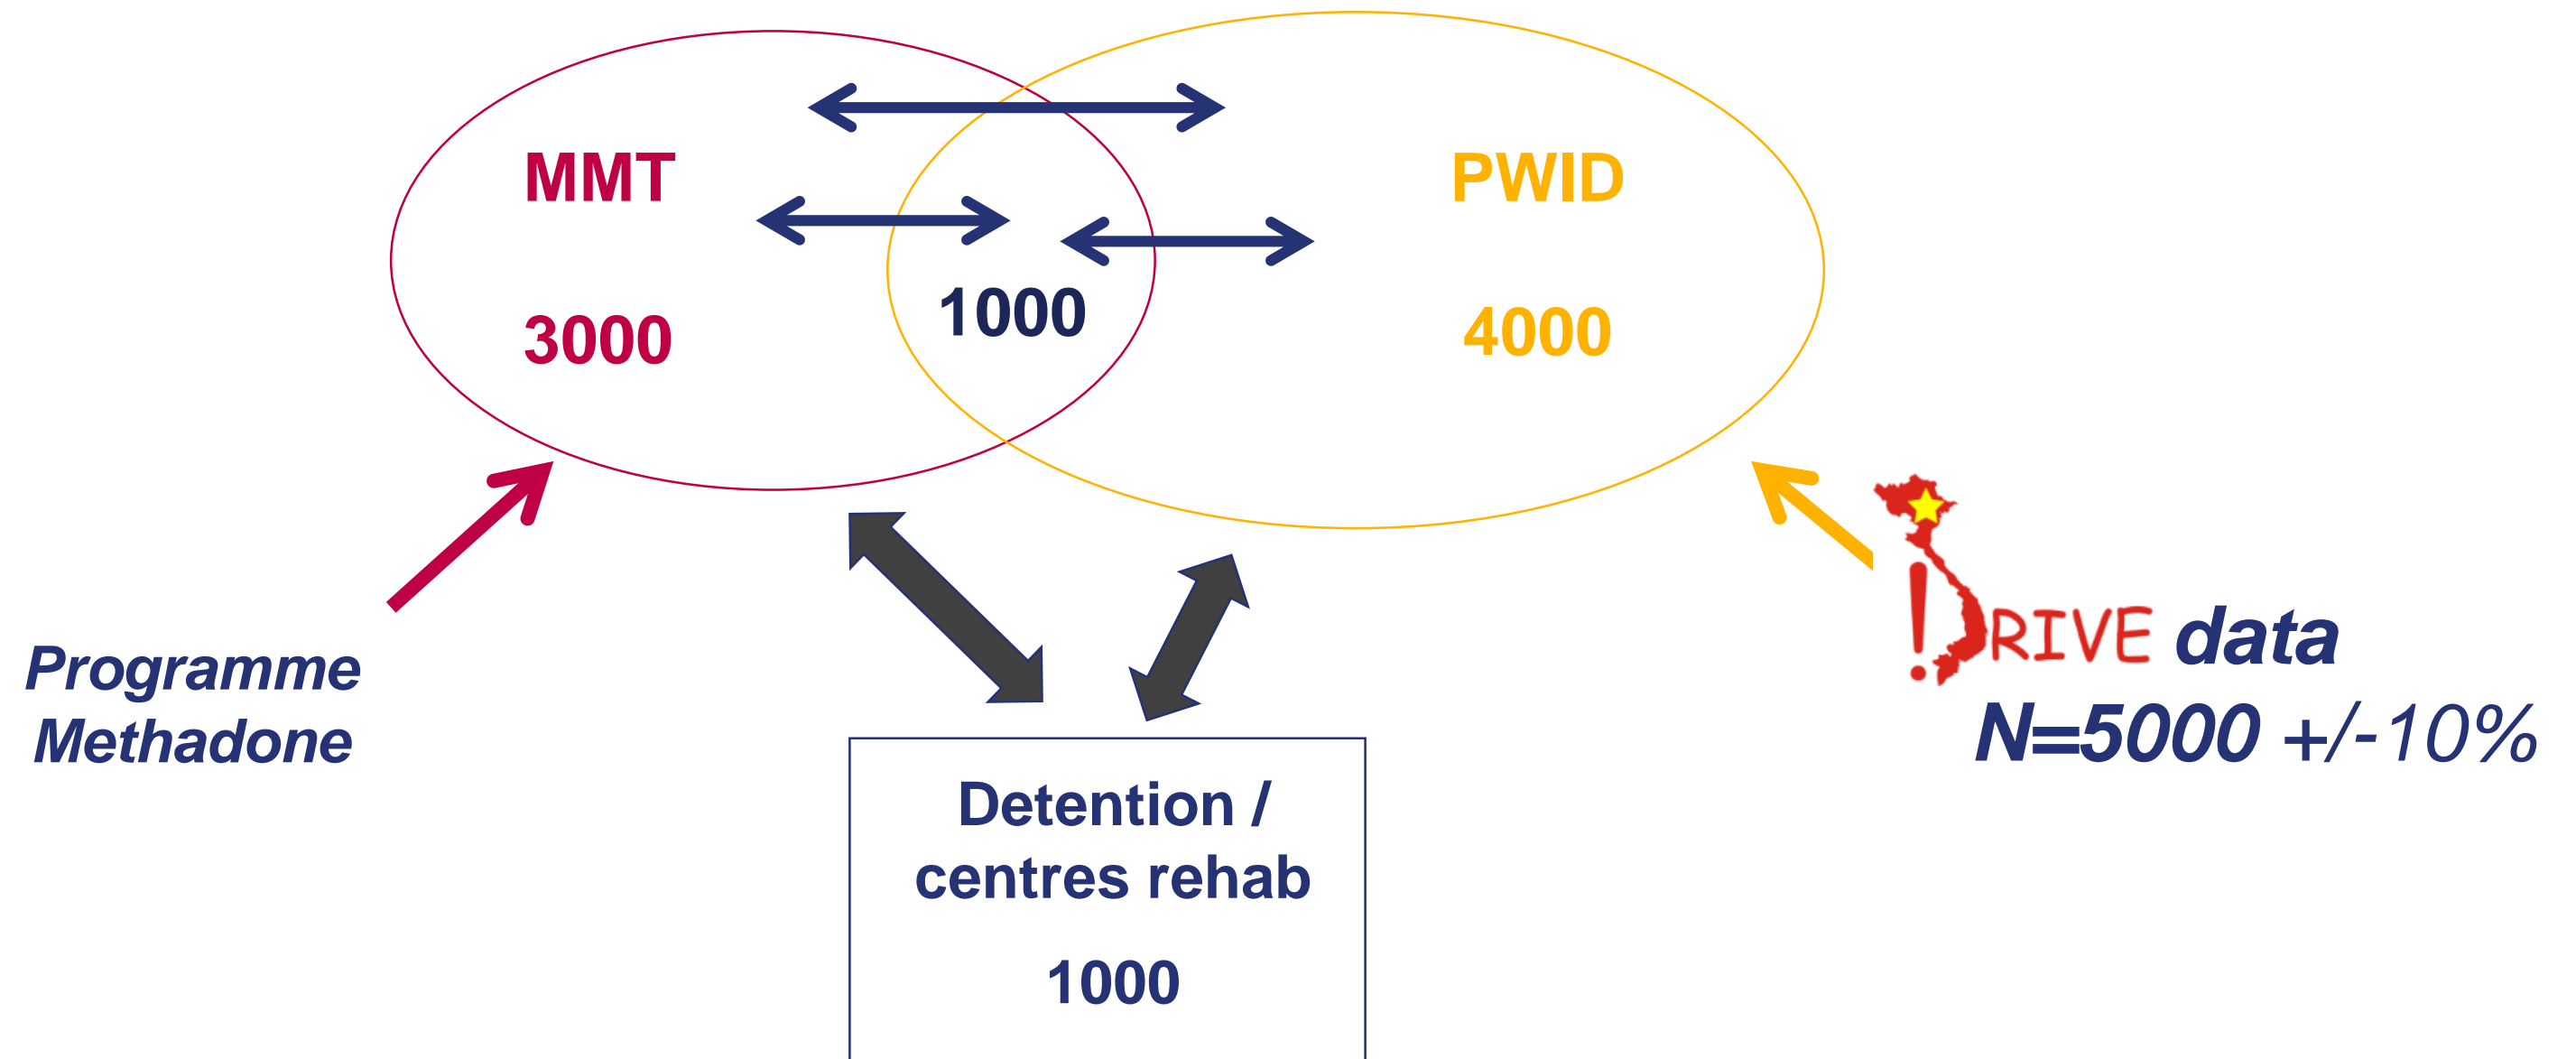 MMT
PWID
3000
1000
4000
Programme
Methadone
DRIVE data
N=5000 +/-10%
Detention /
centres rehab
1000